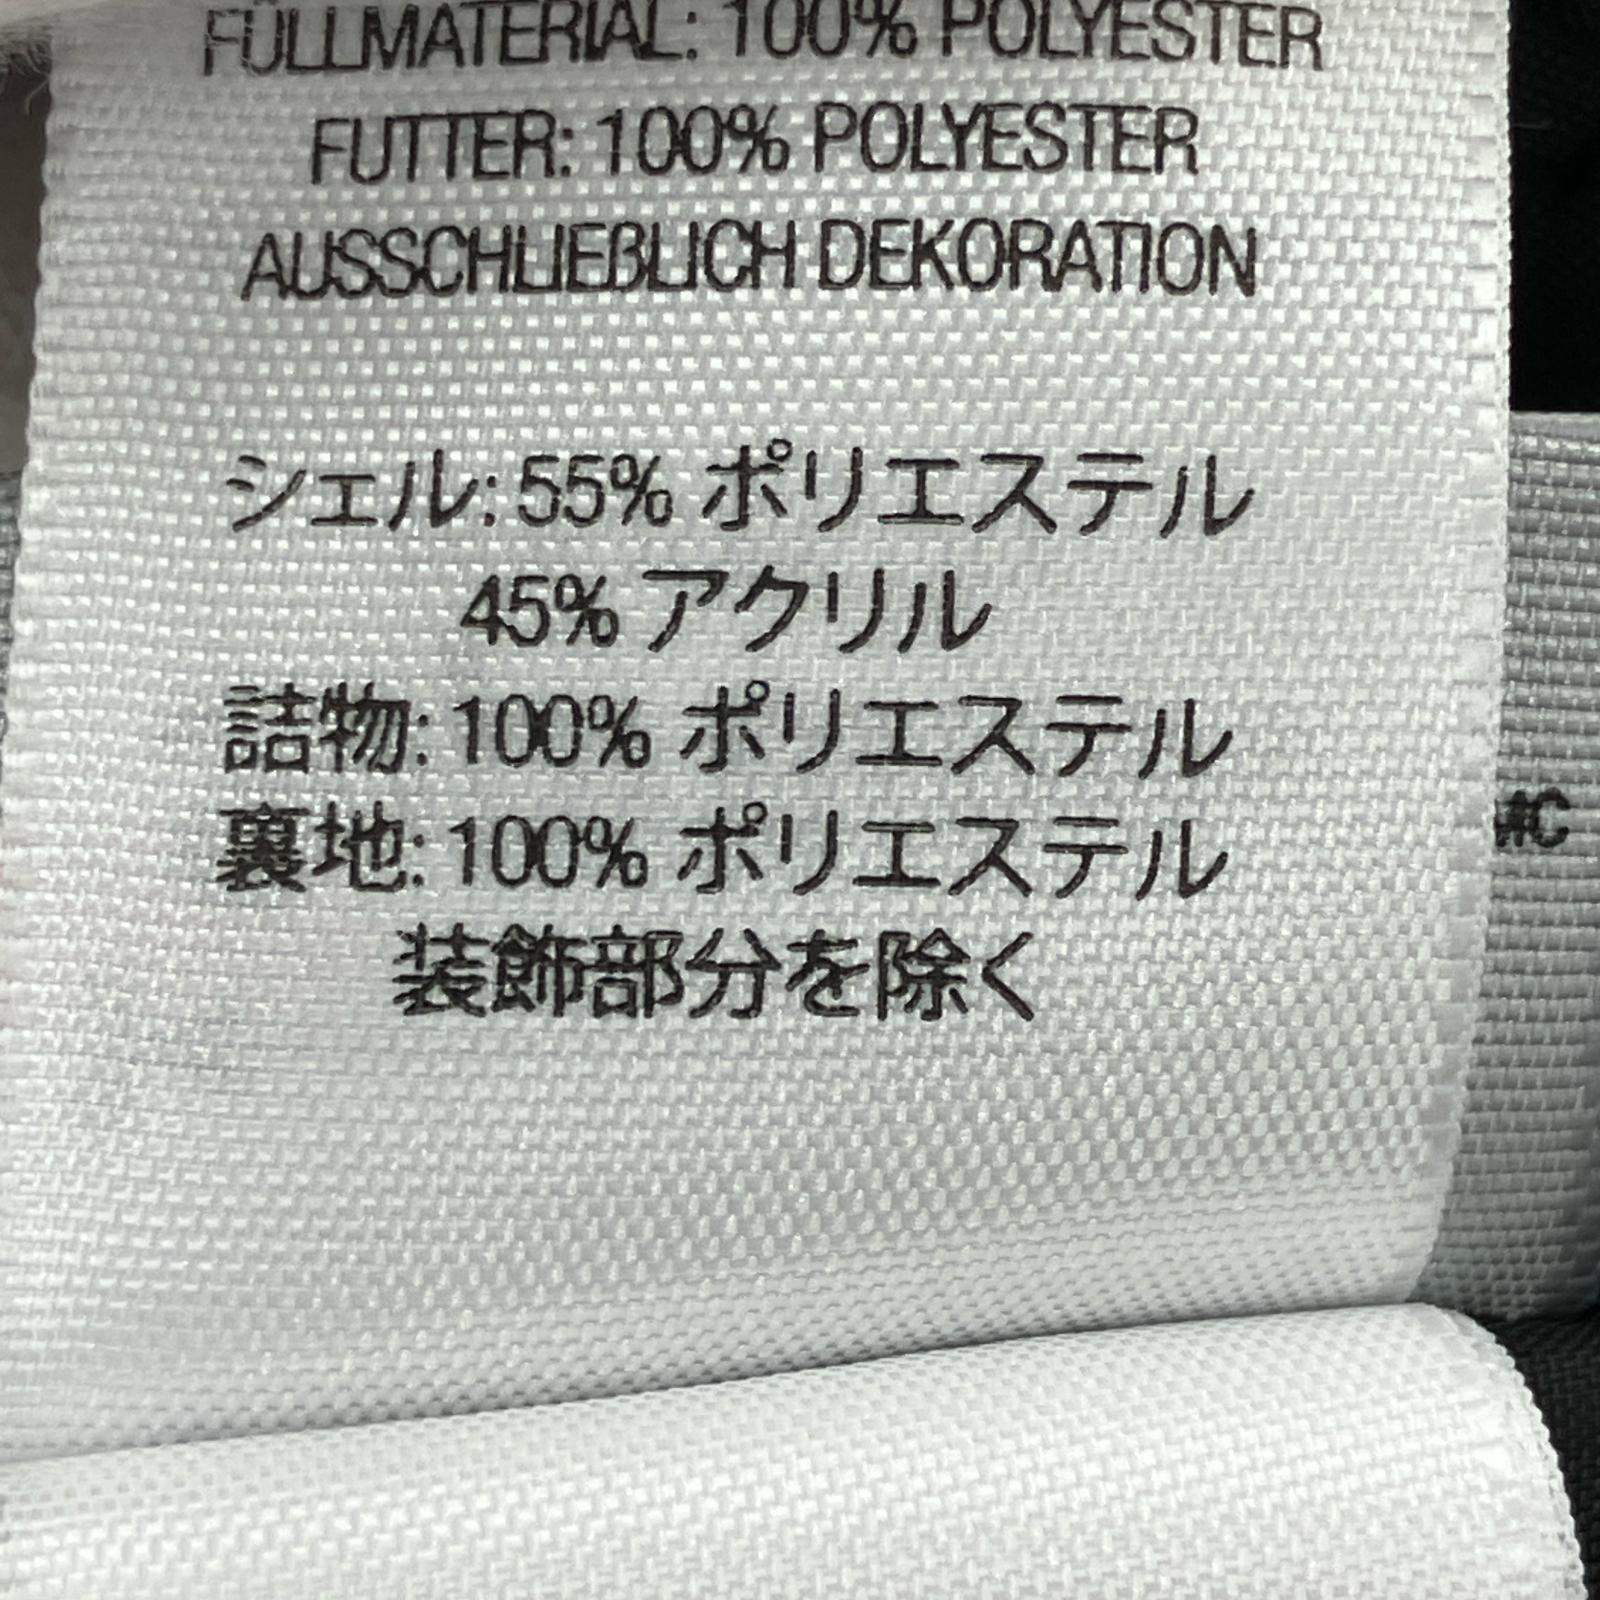 FÜLLMATERIAL: 100% POLYESTER
FUTTER: 100% POLYESTER
AUSSCHLIEßLICH DEKORATION
シェル: 55% ポリエステル
45% アクリル
詰物: 100% ポリエステル
裏地: 100% ポリエステル
装飾部分を除く
#C